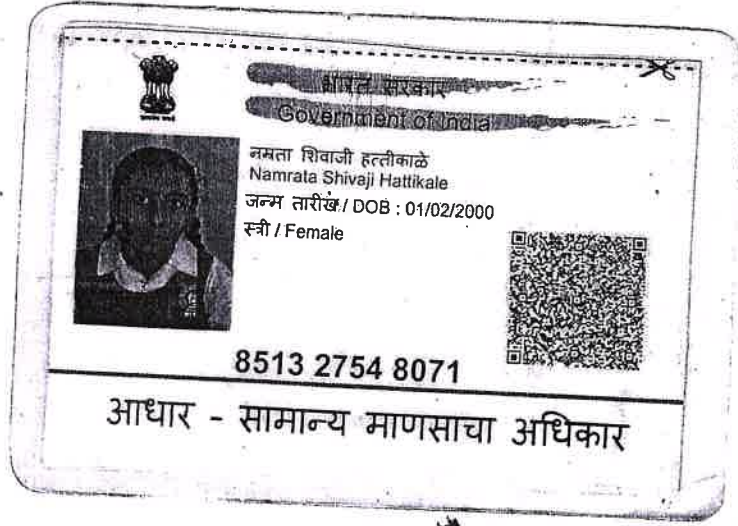 भारत सरकार
Government of India
नम्रता शिवाजी हत्तीकाळे
Namrata Shivaji Hattikale
जन्म तारीख / DOB : 01/02/2000
स्त्री / Female
8513 2754 8071
आधार - सामान्य माणसाचा अधिकार